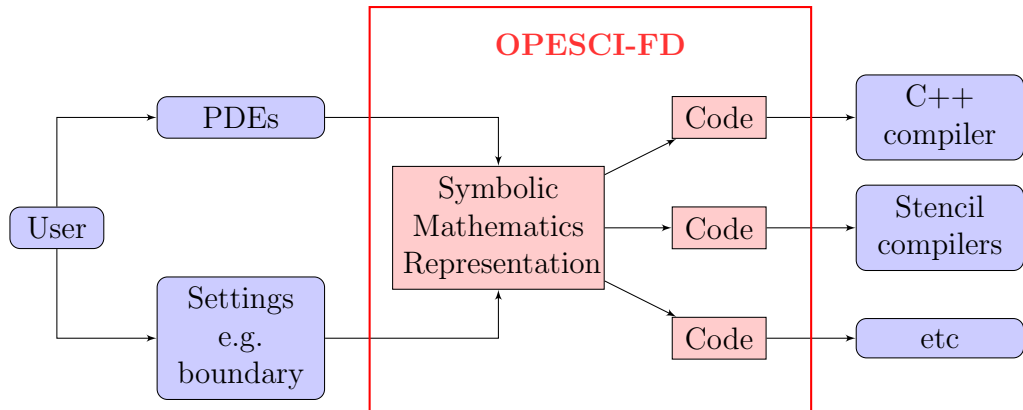 OPESCI-FD
User
PDEs
Settings
e.g.
boundary
Symbolic
Mathematics
Representation
Code
Code
Code
C++
compiler
Stencil
compilers
etc